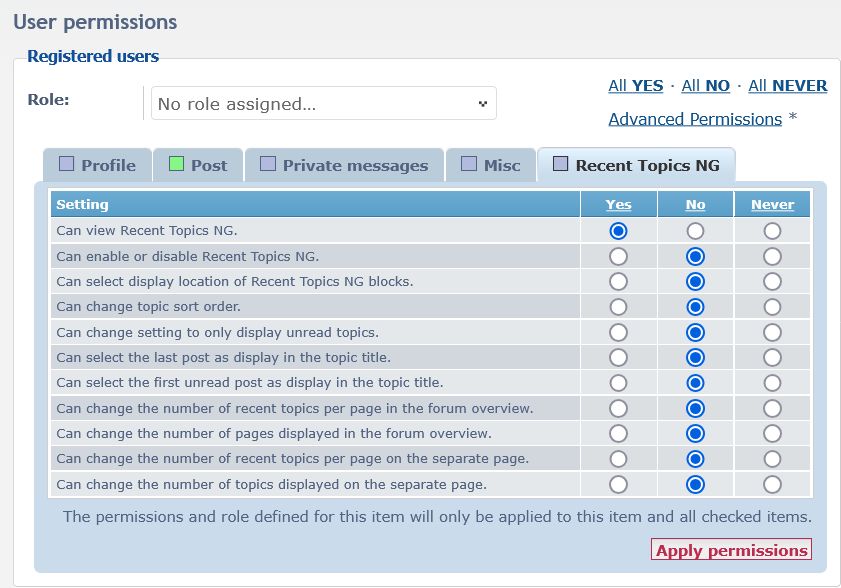 User permissions
Registered users
Role:
No role assigned...
All YES · All NO · All NEVER
Advanced Permissions *
Profile
Post
Private messages
Misc
Recent Topics NG
Setting Yes No Never
Can view Recent Topics NG.
Can enable or disable Recent Topics NG.
Can select display location of Recent Topics NG blocks.
Can change topic sort order.
Can change setting to only display unread topics.
Can select the last post as display in the topic title.
Can select the first unread post as display in the topic title.
Can change the number of recent topics per page in the forum overview.
Can change the number of pages displayed in the forum overview.
Can change the number of recent topics per page on the separate page.
Can change the number of topics displayed on the separate page.
The permissions and role defined for this item will only be applied to this item and all checked items.
Apply permissions